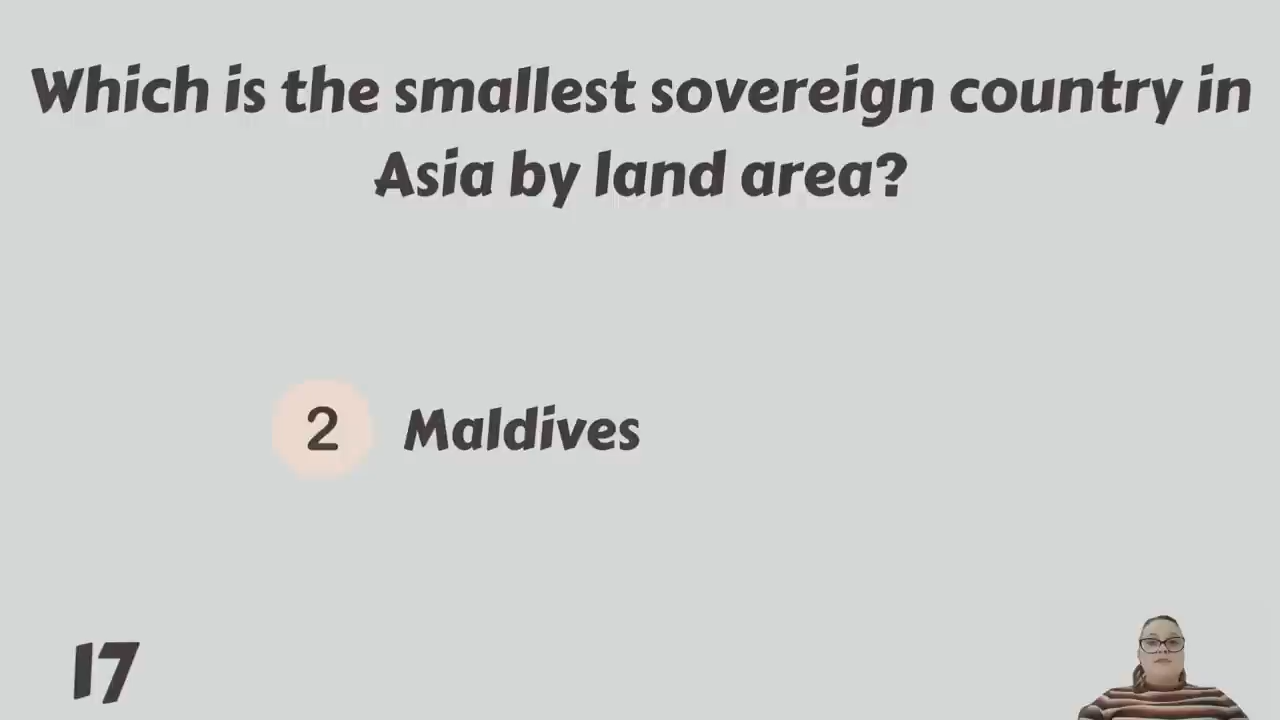 Which is the smallest sovereign country in
Asia by land area?
2 Maldives
17